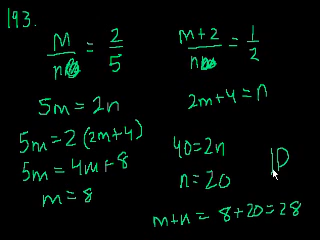 193.
m/n = 2/5
5m = 2n
5m = 2(2m+4)
5m = 4m+8
m = 8
m+2/n = 1/2
2m+4 = n
40 = 2n
n = 20
m+n = 8+20 = 28
D